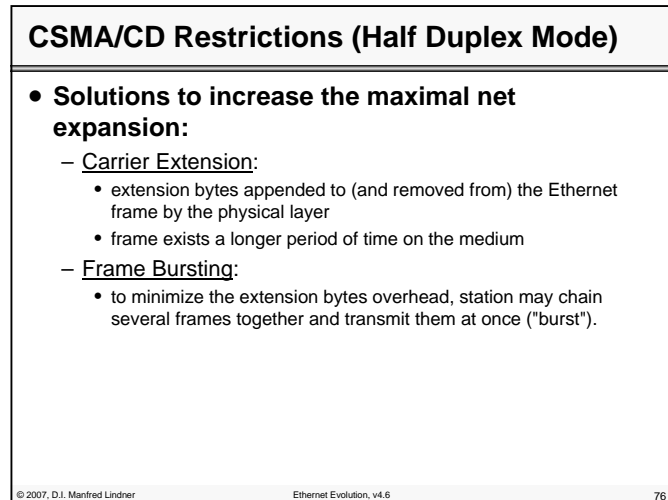 CSMA/CD Restrictions (Half Duplex Mode)
• Solutions to increase the maximal net
expansion:
– Carrier Extension:
• extension bytes appended to (and removed from) the Ethernet
frame by the physical layer
• frame exists a longer period of time on the medium
– Frame Bursting:
• to minimize the extension bytes overhead, station may chain
several frames together and transmit them at once ("burst").
© 2007, D.I. Manfred Lindner Ethernet Evolution, v4.6 76